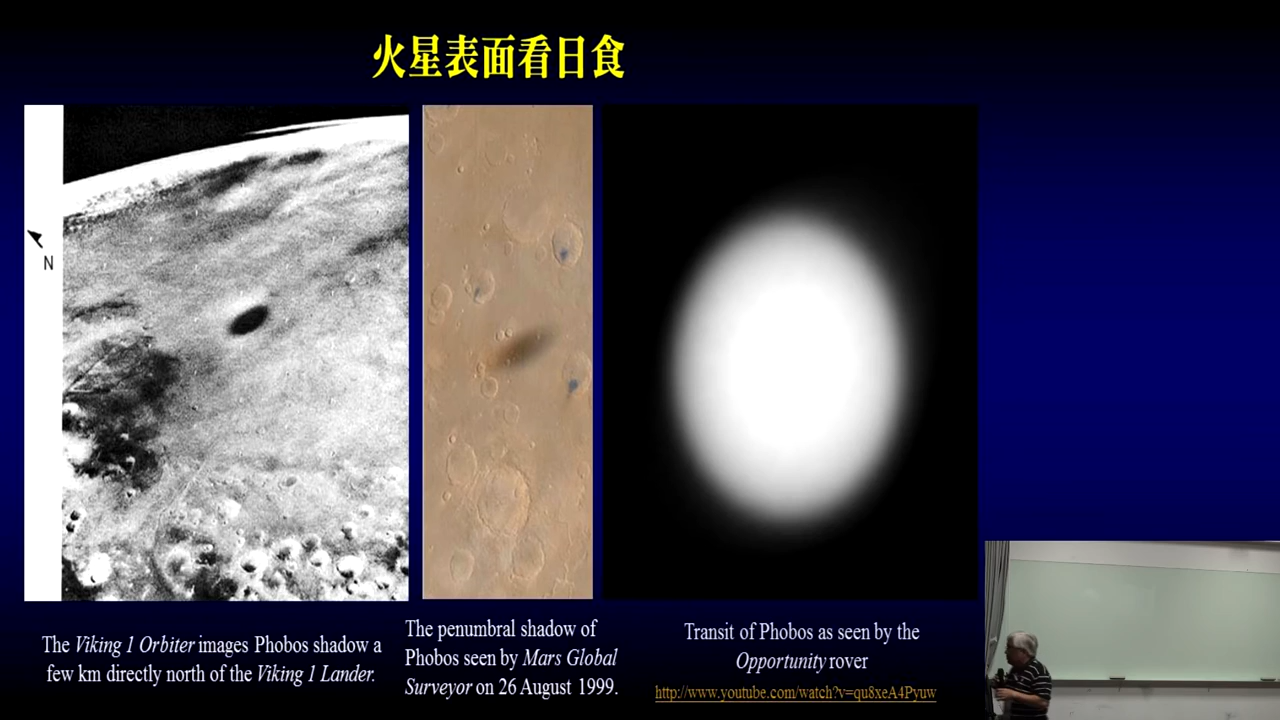 火星表面看日食
N
The Viking 1 Orbiter images Phobos shadow a
few km directly north of the Viking 1 Lander.
The penumbral shadow of
Phobos seen by Mars Global
Surveyor on 26 August 1999.
Transit of Phobos as seen by the
Opportunity rover
http://www.youtube.com/watch?v=qu8xeA4Pyuw